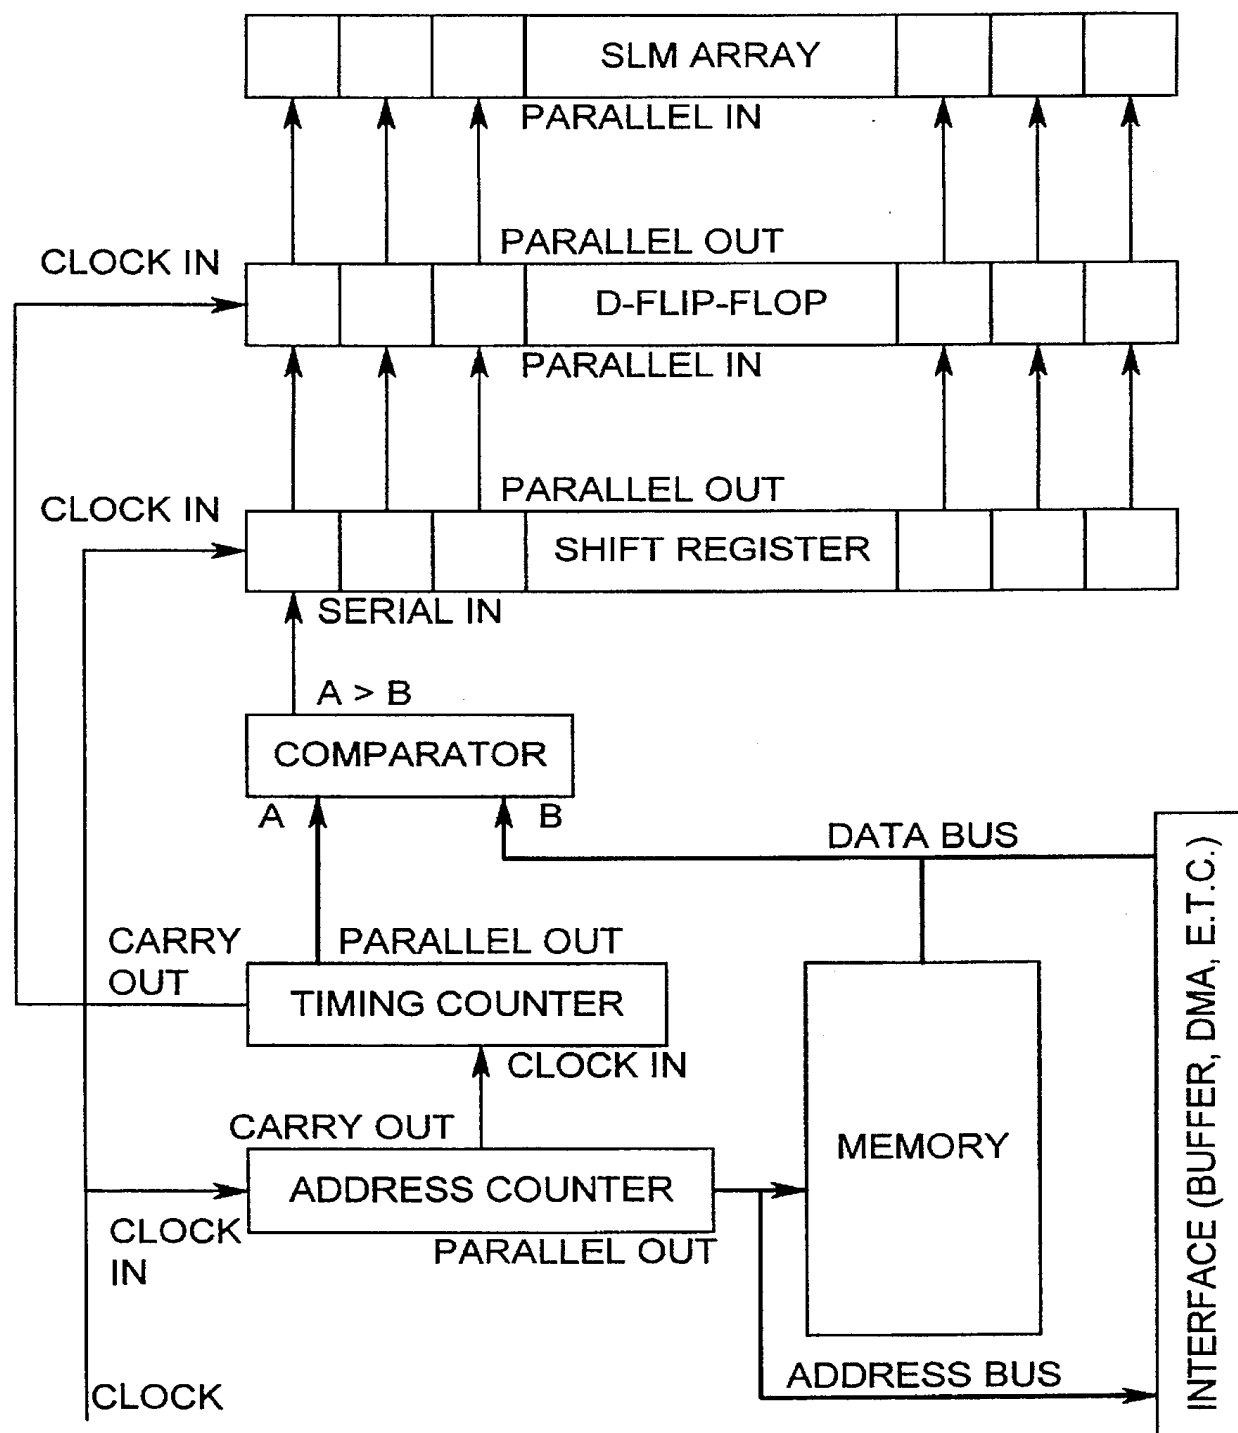 SLM ARRAY
PARALLEL IN
PARALLEL OUT
CLOCK IN
D-FLIP-FLOP
PARALLEL IN
PARALLEL OUT
CLOCK IN
SHIFT REGISTER
SERIAL IN
A > B
COMPARATOR
A
B
DATA BUS
CARRY
OUT
PARALLEL OUT
TIMING COUNTER
CLOCK IN
CARRY OUT
MEMORY
ADDRESS COUNTER
CLOCK
IN
PARALLEL OUT
ADDRESS BUS
CLOCK
INTERFACE (BUFFER, DMA, E.T.C.)